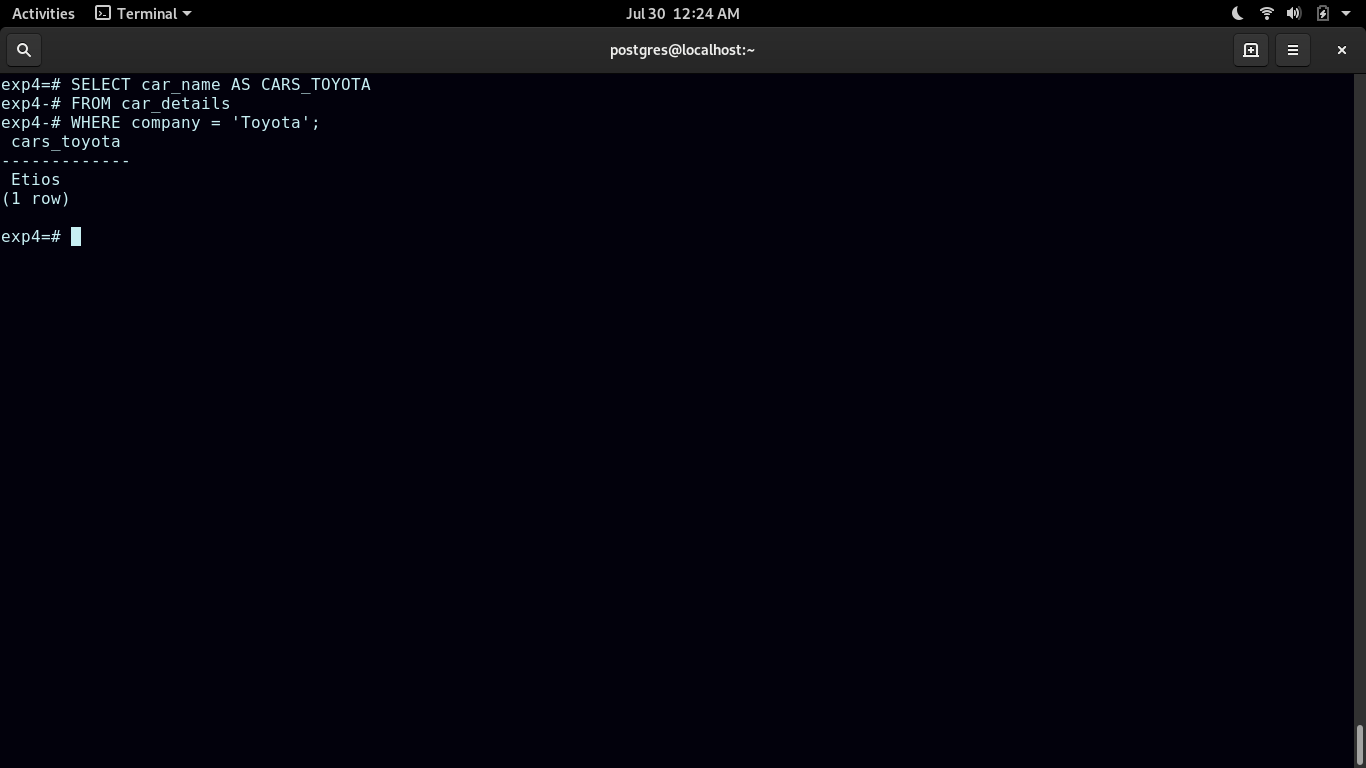 Activities Terminal Jul 30 12:24 AM
postgres@localhost:~
exp4=# SELECT car_name AS CARS_TOYOTA
exp4-# FROM car_details
exp4-# WHERE company = 'Toyota';
cars_toyota
-------------
Etios
(1 row)
exp4=#